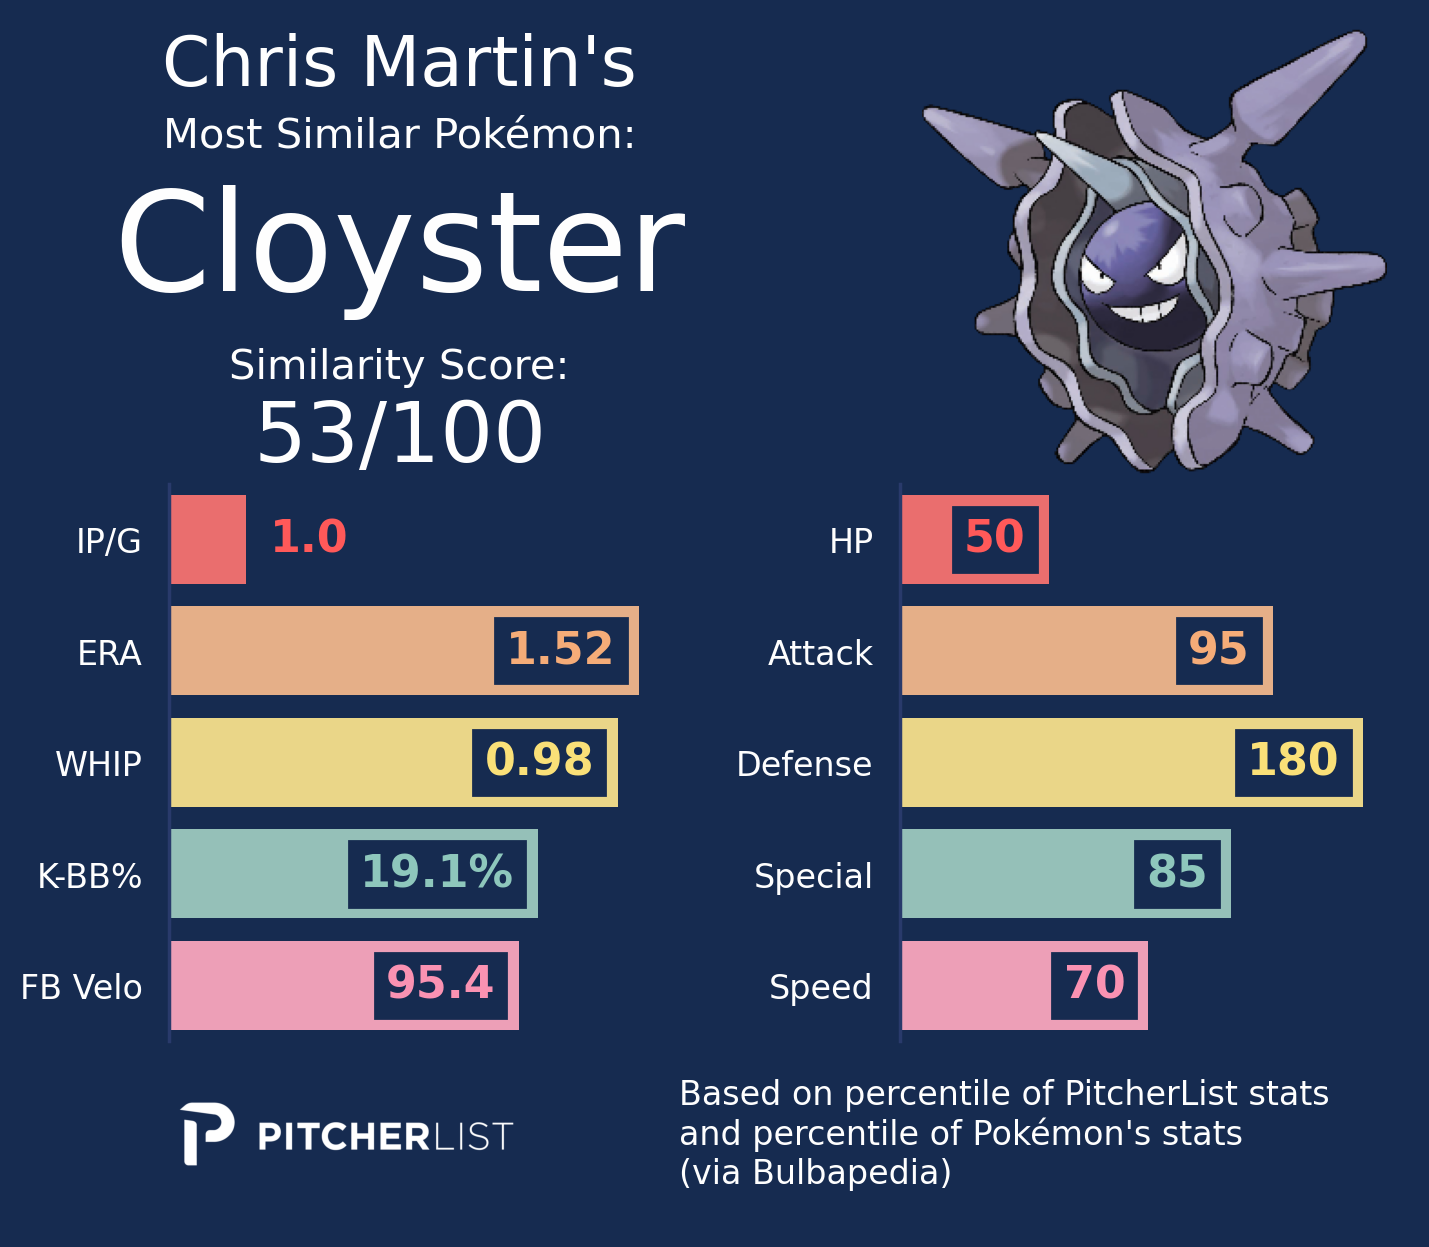 Chris Martin's
Most Similar Pokémon:
Cloyster
Similarity Score:
53/100
IP/G 1.0
ERA 1.52
WHIP 0.98
K-BB% 19.1%
FB Velo 95.4
HP 50
Attack 95
Defense 180
Special 85
Speed 70
PITCHERLIST
Based on percentile of PitcherList stats
and percentile of Pokémon's stats
(via Bulbapedia)